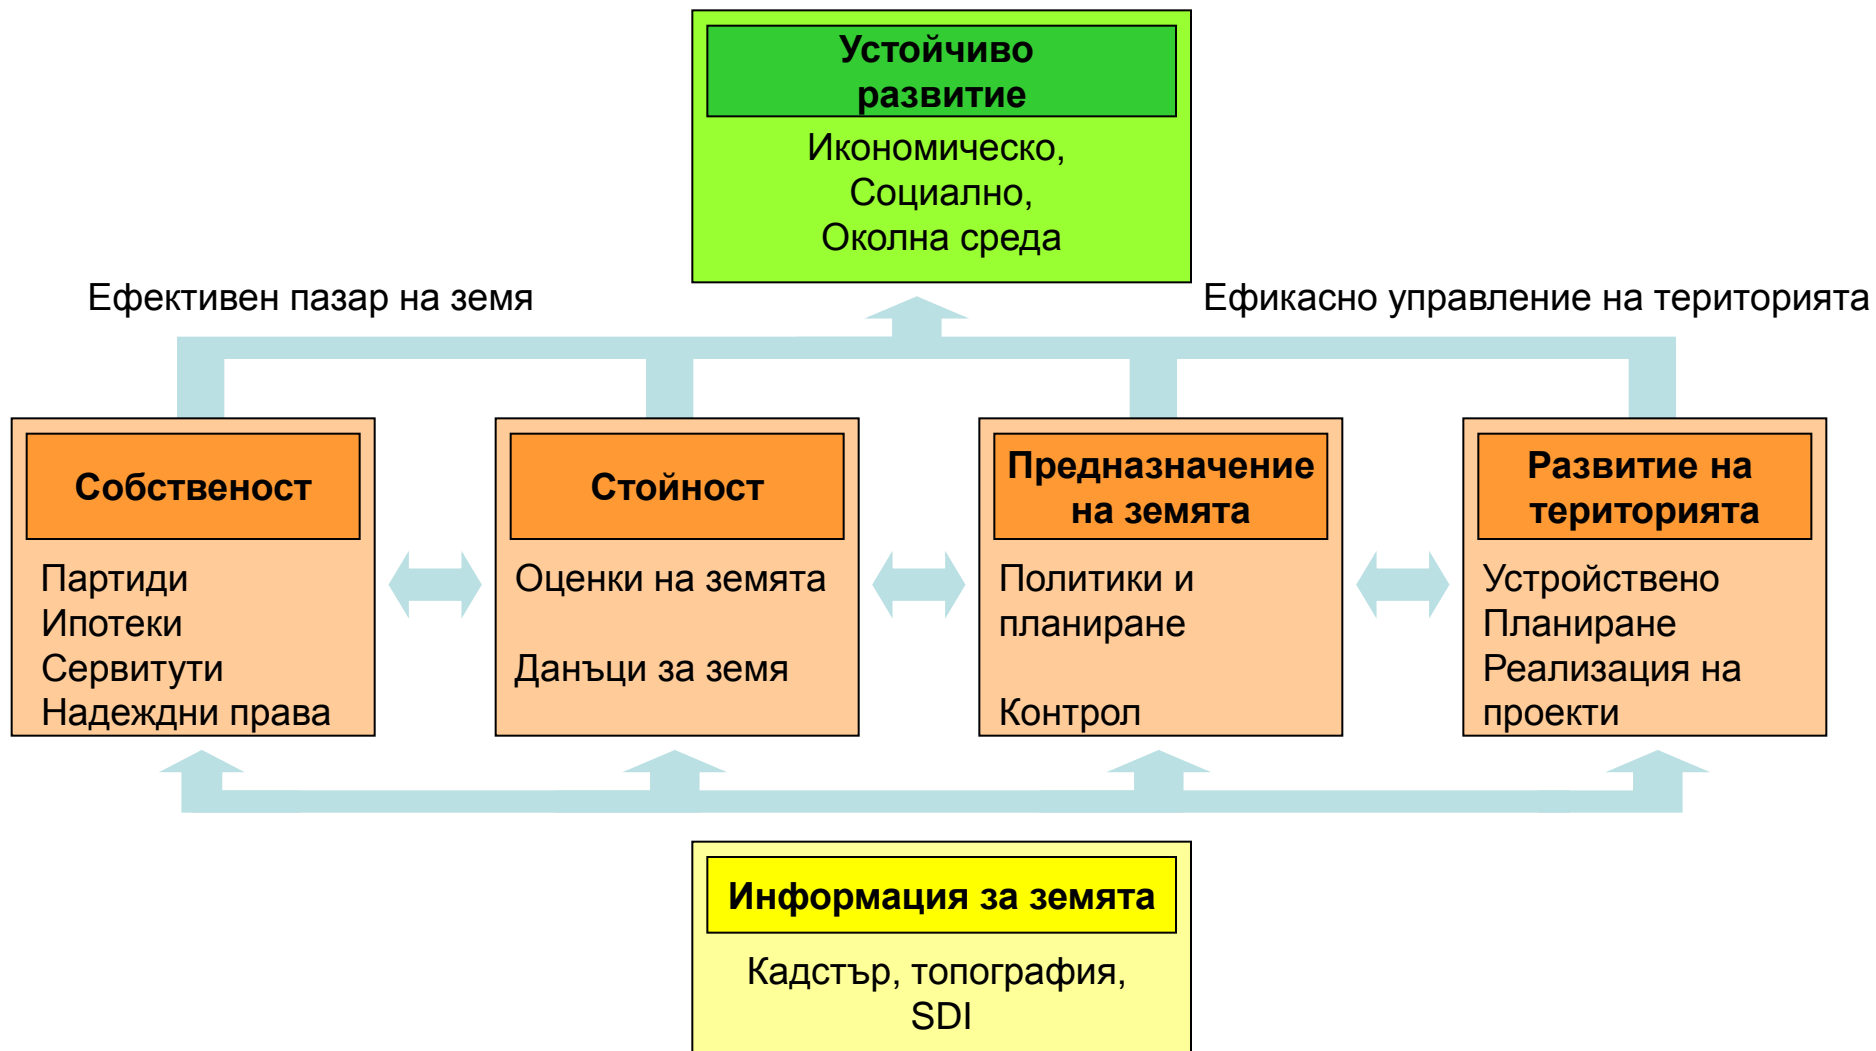 Устойчиво
развитие
Икономическо,
Социално,
Околна среда
Ефективен пазар на земя
Ефикасно управление на територията
Собственост
Партиди
Ипотеки
Сервитути
Надеждни права
Стойност
Оценки на земята
Данъци за земя
Предназначение
на земята
Политики и
планиране
Контрол
Развитие на
територията
Устройствено
Планиране
Реализация на
проекти
Информация за земята
Кадстър, топография,
SDI